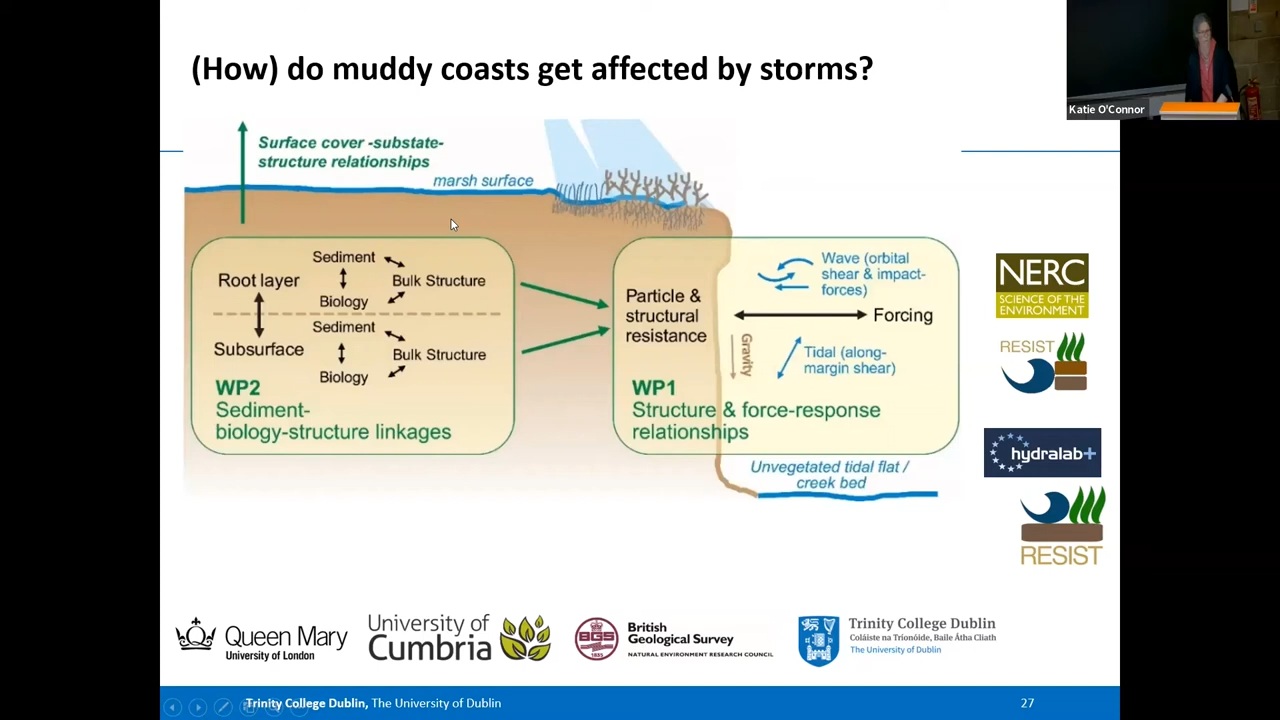 (How) do muddy coasts get affected by storms?
Katie O'Connor
Surface cover -substate-
structure relationships
marsh surface
Root layer
Subsurface
Sediment
Bulk Structure
Biology
Sediment
Bulk Structure
Biology
WP2
Sediment-
biology-structure linkages
Particle &
structural
resistance
Gravity
Wave (orbital
shear & impact-
forces)
Forcing
Tidal (along-
margin shear)
WP1
Structure & force-response
relationships
Unvegetated tidal flat /
creek bed
NERC
SCIENCE OF THE
ENVIRONMENT
RESIST
hydralab+
RESIST
Queen Mary
University of London
University of
Cumbria
BGS
1835
British
Geological Survey
NATURAL ENVIRONMENT RESEARCH COUNCIL
Trinity College Dublin
Coláiste na Tríonóide, Baile Átha Cliath
The University of Dublin
Trinity College Dublin, The University of Dublin
27